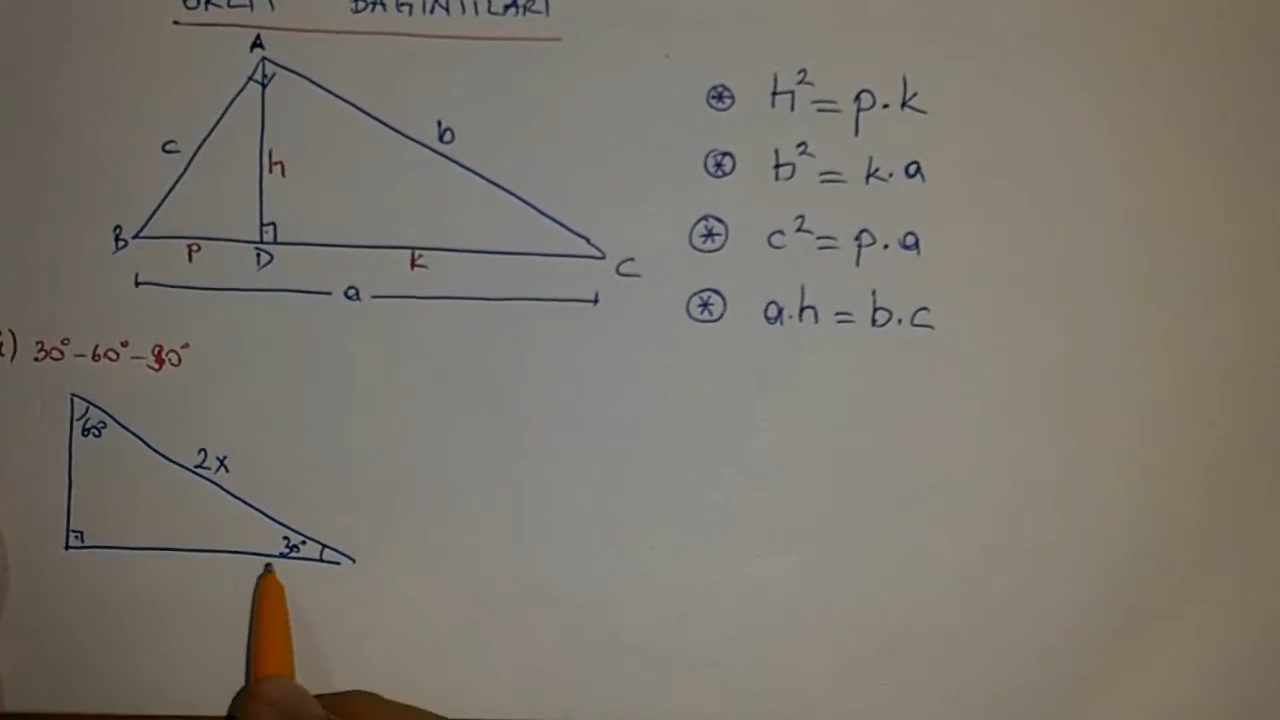 BAĞINTILARI
A
c
b
h
B
P
D
k
C
a
h²=p.k
b²=k.a
c²=p.a
a.h=b.c
i) 30°-60°-90°
60°
2x
30°